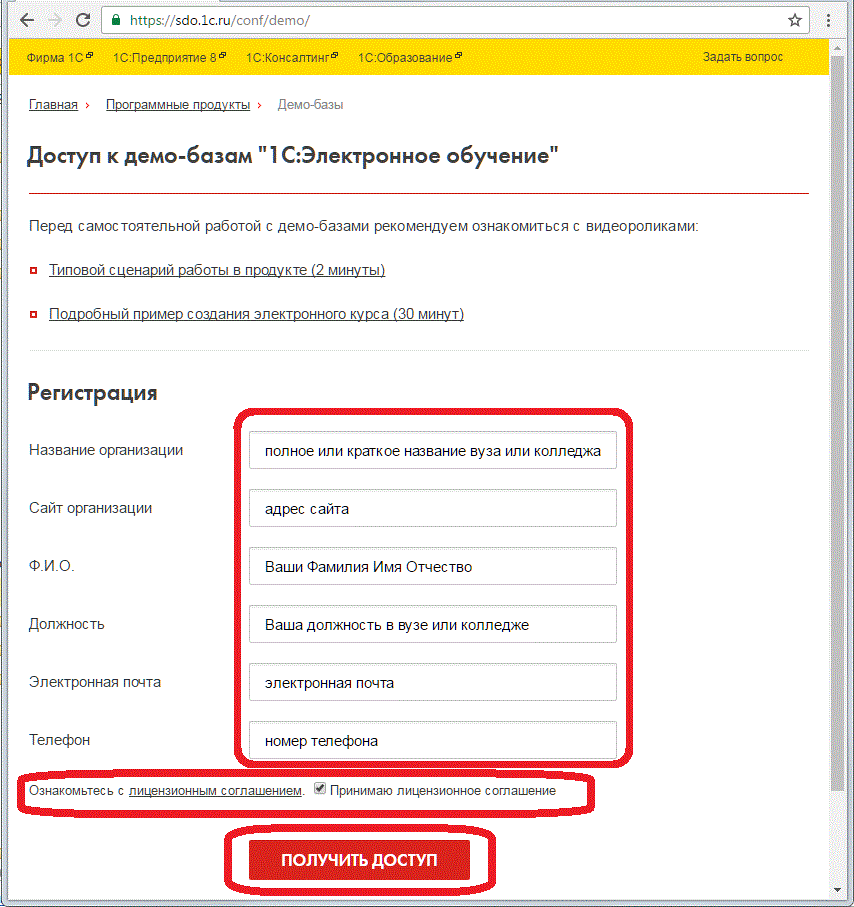 https://sdo.1c.ru/conf/demo/
Фирма 1С 1С:Предприятие 8 1С:Консалтинг 1С:Образование Задать вопрос
Главная › Программные продукты › Демо-базы
Доступ к демо-базам "1С:Электронное обучение"
Перед самостоятельной работой с демо-базами рекомендуем ознакомиться с видеороликами:
Типовой сценарий работы в продукте (2 минуты)
Подробный пример создания электронного курса (30 минут)
Регистрация
Название организации полное или краткое название вуза или колледжа
Сайт организации адрес сайта
Ф.И.О. Ваши Фамилия Имя Отчество
Должность Ваша должность в вузе или колледже
Электронная почта электронная почта
Телефон номер телефона
Ознакомьтесь с лицензионным соглашением. Принимаю лицензионное соглашение
ПОЛУЧИТЬ ДОСТУП